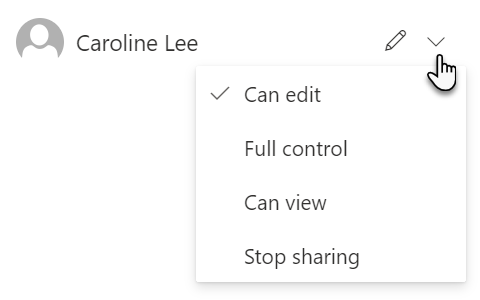 Caroline Lee
Can edit
Full control
Can view
Stop sharing